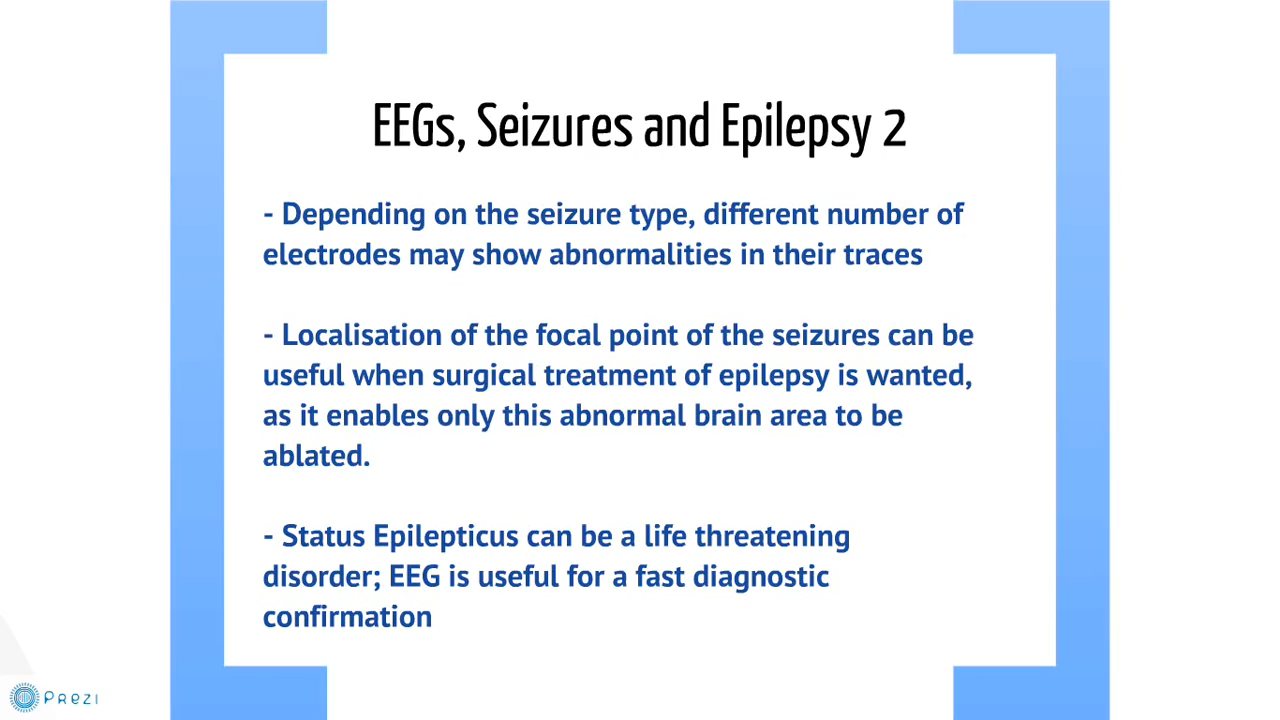 EEGs, Seizures and Epilepsy 2
- Depending on the seizure type, different number of
electrodes may show abnormalities in their traces
- Localisation of the focal point of the seizures can be
useful when surgical treatment of epilepsy is wanted,
as it enables only this abnormal brain area to be
ablated.
- Status Epilepticus can be a life threatening
disorder; EEG is useful for a fast diagnostic
confirmation
Prezi